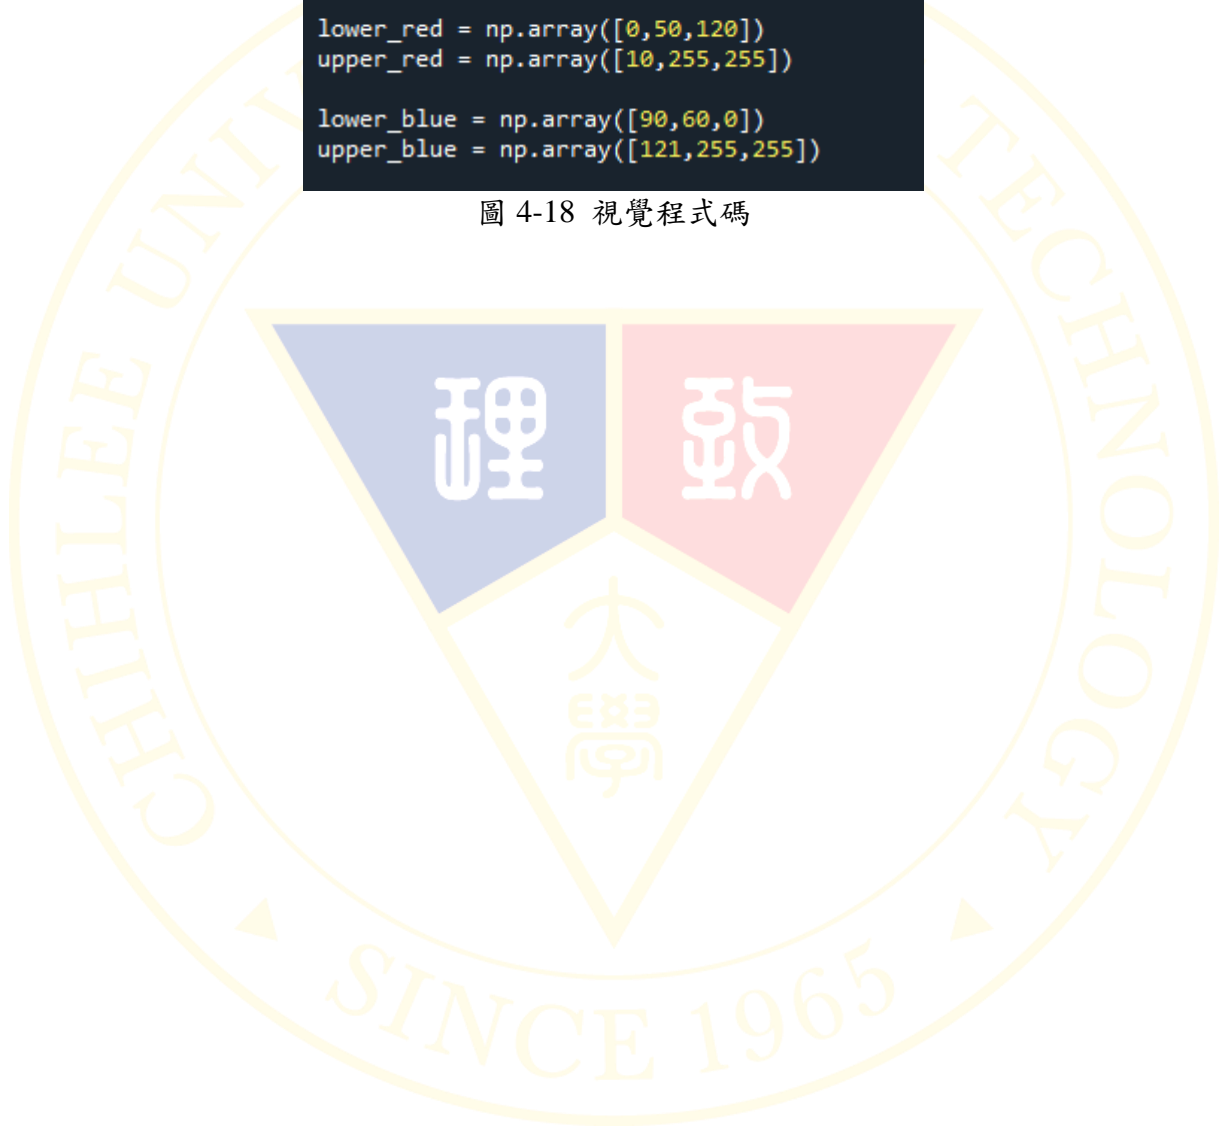 lower_red = np.array([0,50,120])
upper_red = np.array([10,255,255])
lower_blue = np.array([90,60,0])
upper_blue = np.array([121,255,255])
圖 4-18 視覺程式碼
理 致
大
學
CHIHLEE UNIV
TECHNOLOGY
SINCE 1965